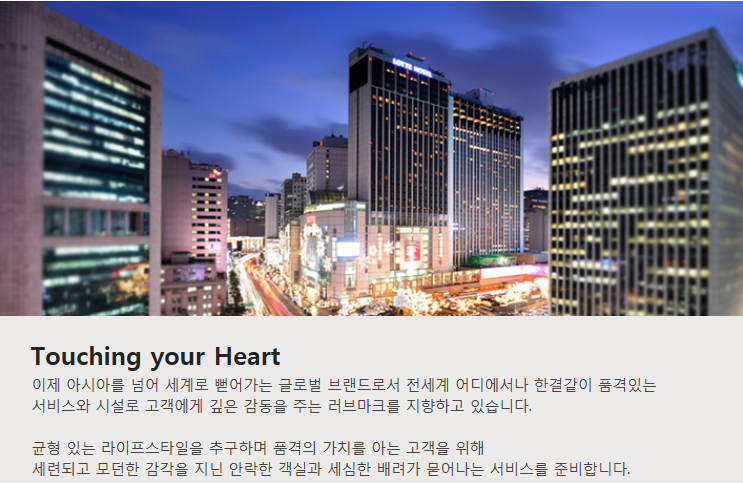 LOTTE HOTEL
Touching your Heart
이제 아시아를 넘어 세계로 뻗어가는 글로벌 브랜드로서 전세계 어디에서나 한결같이 품격있는
서비스와 시설로 고객에게 깊은 감동을 주는 러브마크를 지향하고 있습니다.
균형 있는 라이프스타일을 추구하며 품격의 가치를 아는 고객을 위해
세련되고 모던한 감각을 지닌 안락한 객실과 세심한 배려가 묻어나는 서비스를 준비합니다.